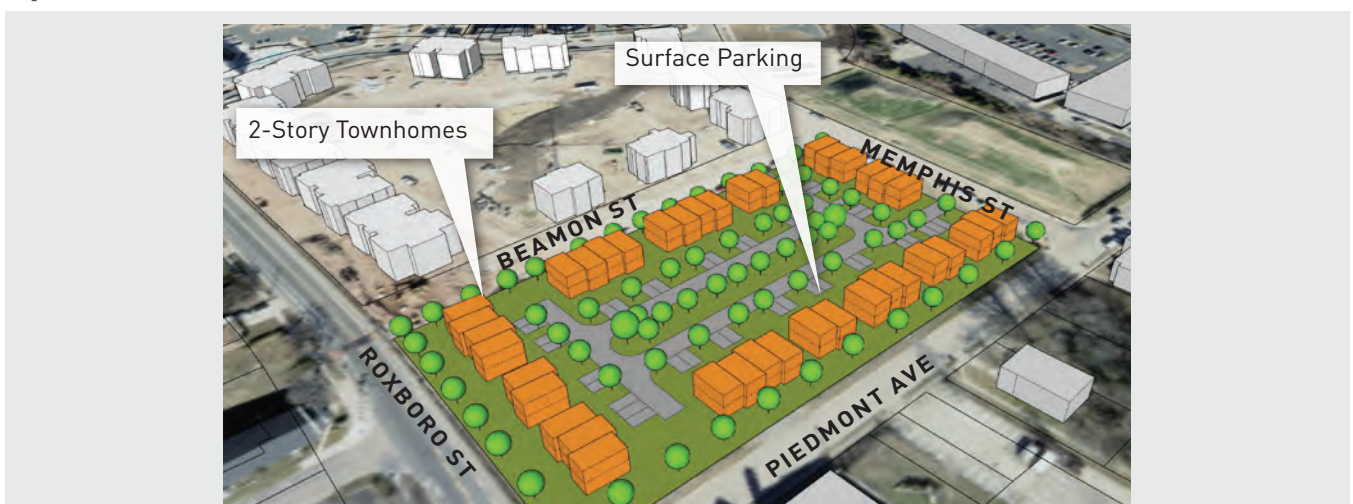 Surface Parking
2-Story Townhomes
MEMPHIS ST
BEAMON ST
ROXBORO ST
PIEDMONT AVE